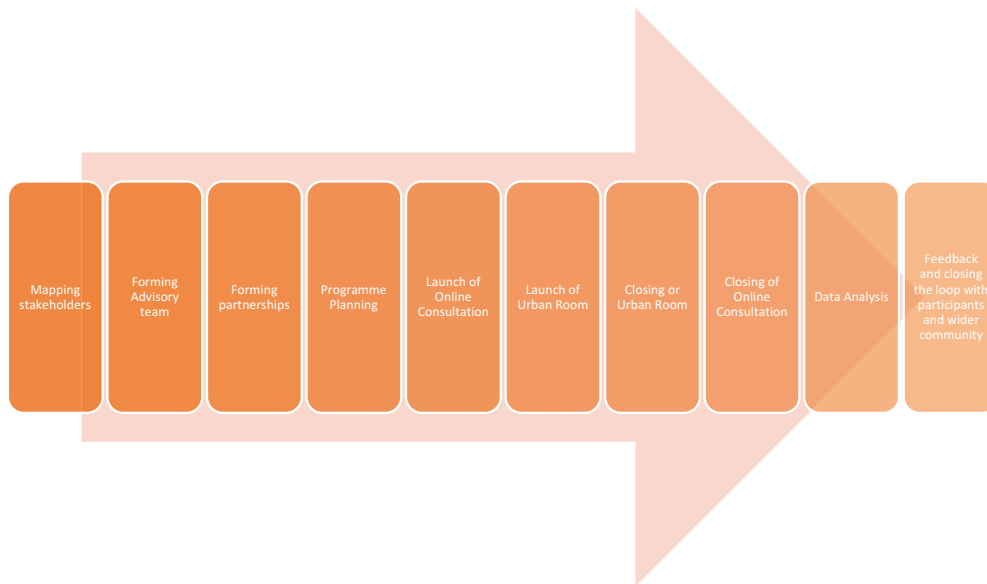 Mapping
stakeholders
Forming
Advisory
team
Forming
partnerships
Programme
Planning
Launch of
Online
Consultation
Launch of
Urban Room
Closing or
Urban Room
Closing of
Online
Consultation
Data Analysis
Feedback
and closing
the loop with
participants
and wider
community